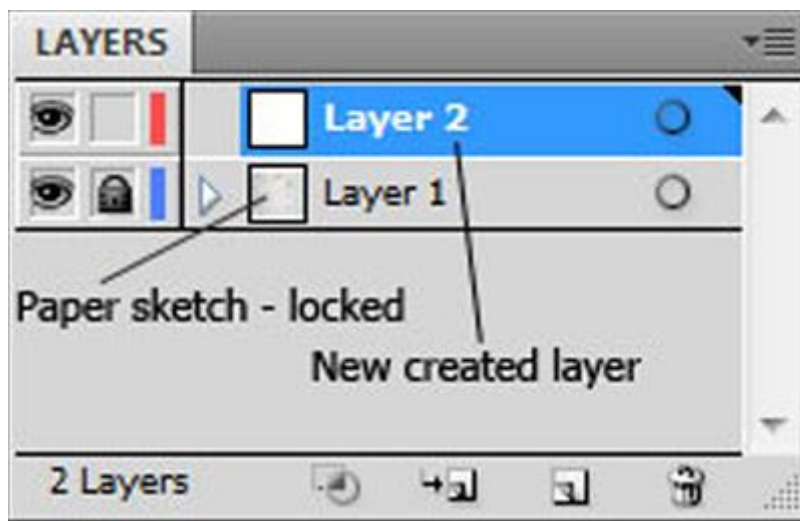 LAYERS
Layer 2
Layer 1
Paper sketch - locked
New created layer
2 Layers